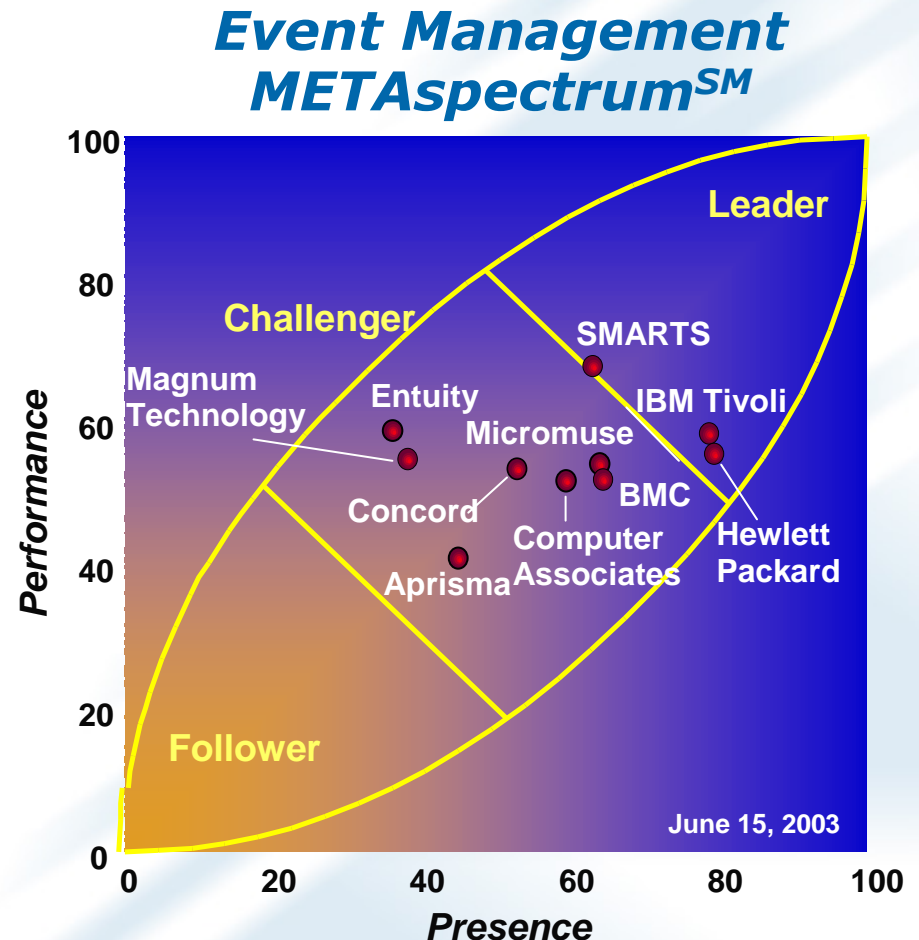 Event Management
METAspectrumSM
100
80
60
40
20
0
Performance
Leader
Challenger
SMARTS
Magnum
Technology
Entuity
IBM Tivoli
Micromuse
BMC
Concord
Computer
Associates
Hewlett
Packard
Aprisma
Follower
June 15, 2003
0
20
40
60
80
100
Presence